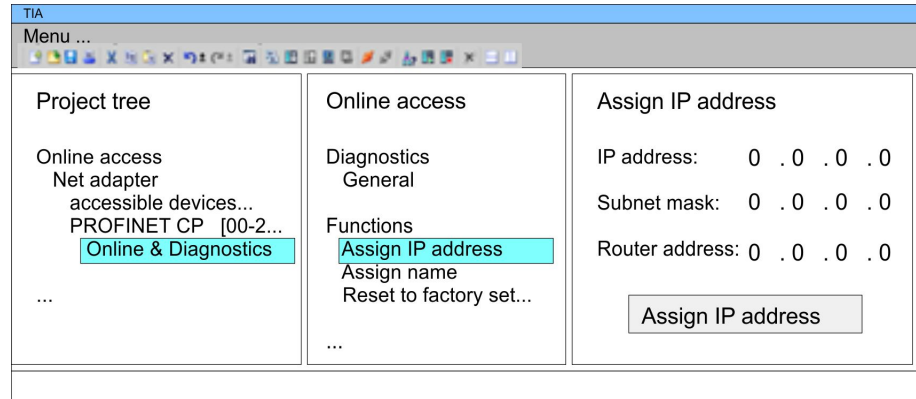 TIA
Menu ...
Project tree
Online access
Net adapter
accessible devices...
PROFINET CP [00-2...
Online & Diagnostics
...
Online access
Diagnostics
General
Functions
Assign IP address
Assign name
Reset to factory set...
...
Assign IP address
IP address: 0 .0 .0 .0
Subnet mask: 0 .0 .0 .0
Router address: 0 .0 .0 .0
Assign IP address